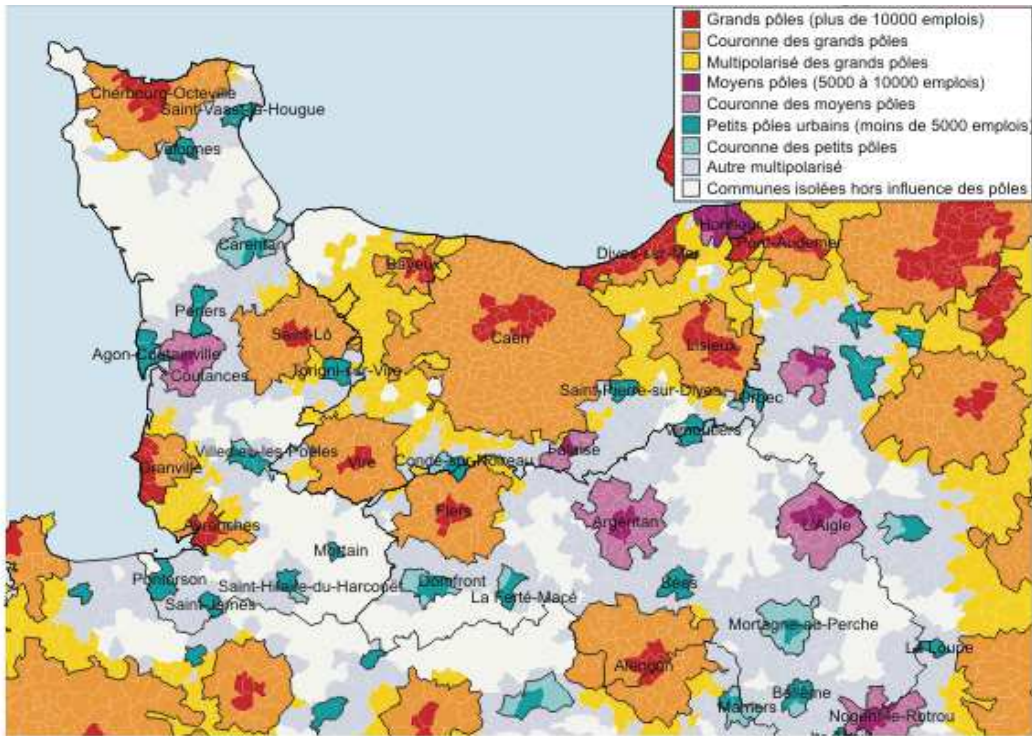 Grands pôles (plus de 10000 emplois)
Couronne des grands pôles
Multipolarisé des grands pôles
Moyens pôles (5000 à 10000 emplois)
Couronne des moyens pôles
Petits pôles urbains (moins de 5000 emplois)
Couronne des petits pôles
Autre multipolarisé
Communes isolées hors influence des pôles
Cherbourg-Octeville
Saint-Vasst-la-Hougue
Valognes
Carentan
Honfleur
Pont-Audemer
Dives-sur-Mer
Bayeux
Périers
Saint-Lô
Caen
Lisieux
Agon-Coutainville
Coutances
Torigni-sur-Vire
Saint-Pierre-sur-Dives
Orbec
Vimoutiers
Villedieu-les-Poêles
Vire
Condé-sur-Noireau
Falaise
Granville
Flers
Argentan
L'Aigle
Avranches
Mortain
Pontorson
Saint-Hilaire-du-Harcouët
Domfront
La Ferté-Macé
Sées
Saint-James
Mortagne-au-Perche
La Loupe
Alençon
Bellême
Mamers
Nogent-le-Rotrou